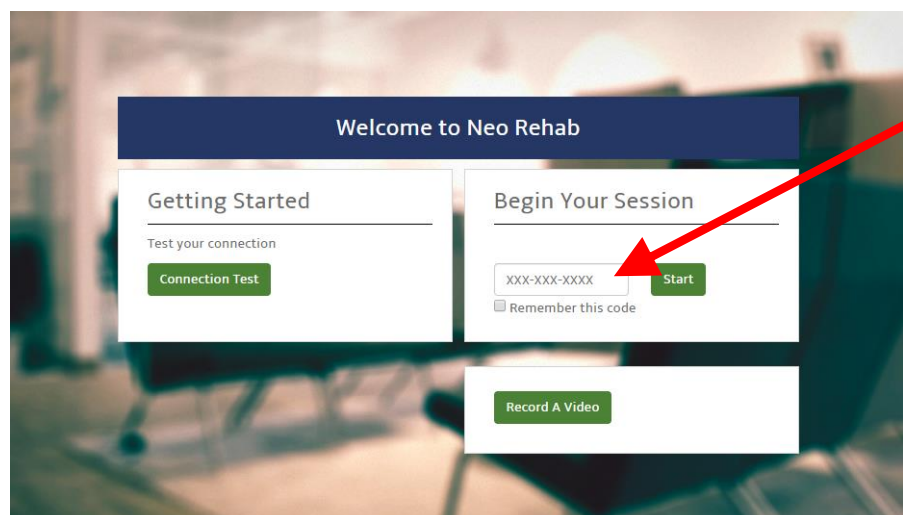 Welcome to Neo Rehab
Getting Started
Test your connection
Connection Test
Begin Your Session
xxx-xxx-xxxx
Start
Remember this code
Record A Video